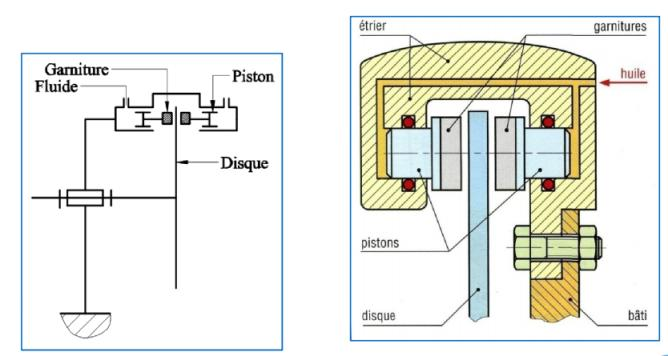 Garniture
Fluide
Piston
Disque
étrier
garnitures
huile
pistons
disque
bâti